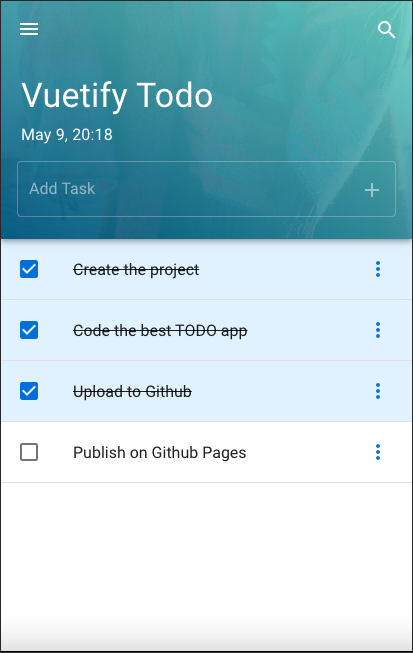 Vuetify Todo
May 9, 20:18
Add Task
Create the project
Code the best TODO app
Upload to Github
Publish on Github Pages